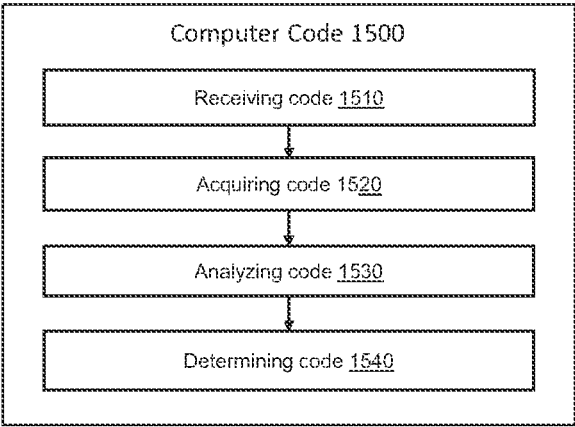 Computer Code 1500
Receiving code 1510
Acquiring code 1520
Analyzing code 1530
Determining code 1540